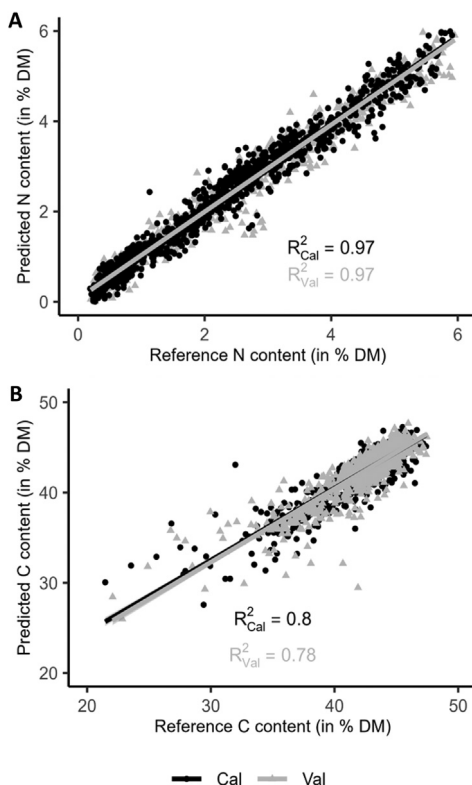 A
6
4
2
0
Predicted N content (in % DM)
R²Cal = 0.97
R²Val = 0.97
0 2 4 6
Reference N content (in % DM)
B
50
40
30
20
Predicted C content (in % DM)
R²Cal = 0.8
R²Val = 0.78
20 30 40 50
Reference C content (in % DM)
Cal Val